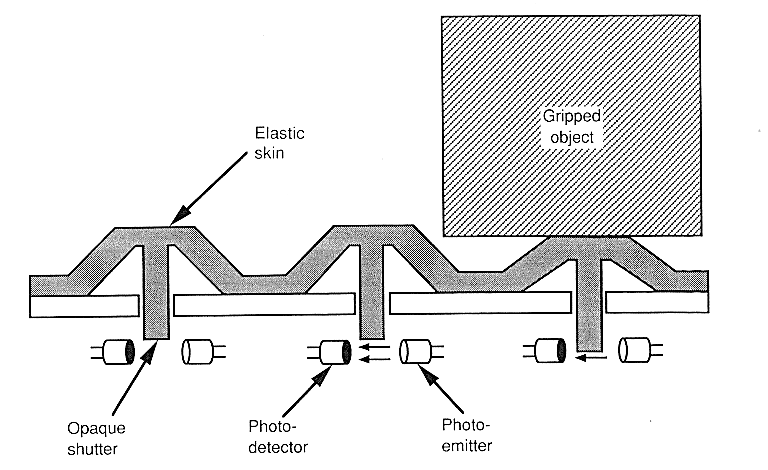 Gripped
object
Elastic
skin
Opaque
shutter
Photo-
detector
Photo-
emitter